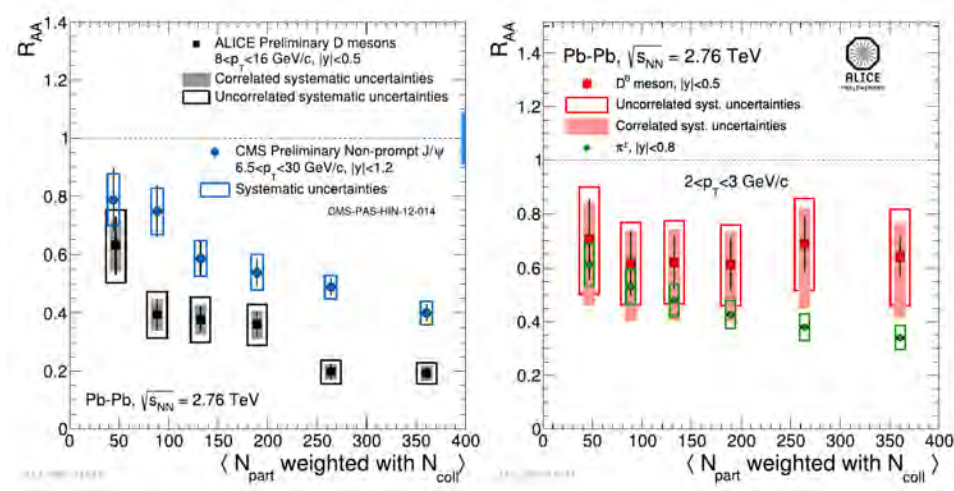 R_AA
1.4
1.2
1
0.8
0.6
0.4
0.2
0
ALICE Preliminary D mesons
8<p_T<16 GeV/c, |y|<0.5
Correlated systematic uncertainties
Uncorrelated systematic uncertainties
CMS Preliminary Non-prompt J/ψ
6.5<p_T<30 GeV/c, |y|<1.2
Systematic uncertainties
CMS-PAS-HIN-12-014
Pb-Pb, √s_NN = 2.76 TeV
0 50 100 150 200 250 300 350 400
⟨ N_part weighted with N_coll ⟩
R_AA
1.4
1.2
1
0.8
0.6
0.4
0.2
0
Pb-Pb, √s_NN = 2.76 TeV
D⁰ meson, |y|<0.5
Uncorrelated syst. uncertainties
Correlated syst. uncertainties
π±, |y|<0.8
ALICE
2<p_T<3 GeV/c
0 50 100 150 200 250 300 350 400
⟨ N_part weighted with N_coll ⟩